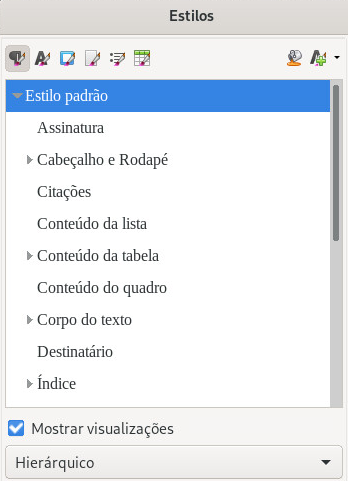 Estilos
Estilo padrão
Assinatura
Cabeçalho e Rodapé
Citações
Conteúdo da lista
Conteúdo da tabela
Conteúdo do quadro
Corpo do texto
Destinatário
Índice
Mostrar visualizações
Hierárquico